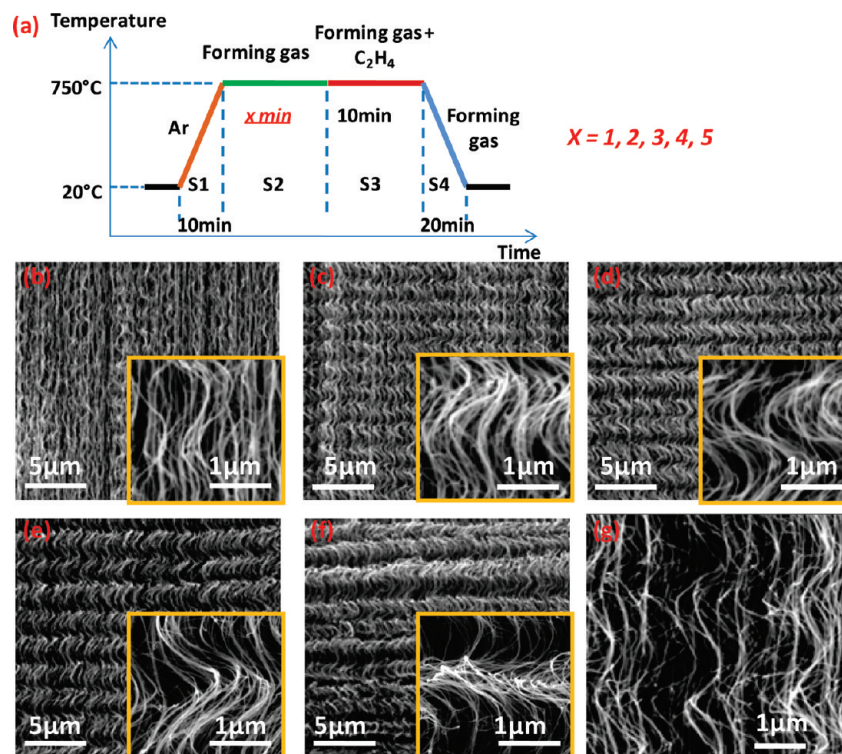 (a)
Temperature
Forming gas
Forming gas +
C₂H₄
750°C
Ar
x min
10min
Forming
gas
X = 1, 2, 3, 4, 5
20°C
S1
S2
S3
S4
10min
20min
Time
(b)
5μm
1μm
(c)
5μm
1μm
(d)
5μm
1μm
(e)
5μm
1μm
(f)
5μm
1μm
(g)
1μm